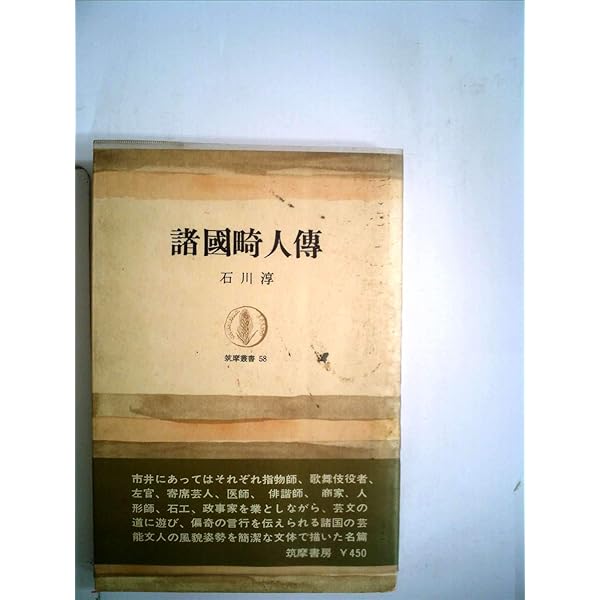 諸國畸人傳
石川淳
筑摩叢書 58
市井にあってはそれぞれ指物師、歌舞伎役者、
左官、寄席芸人、医師、俳諧師、商家、人
形師、石工、政事家を業としながら、芸文の
道に遊び、偏奇の言行を伝えられる諸国の芸
能文人の風貌姿勢を簡潔な文体で描いた名篇
筑摩書房 ￥450